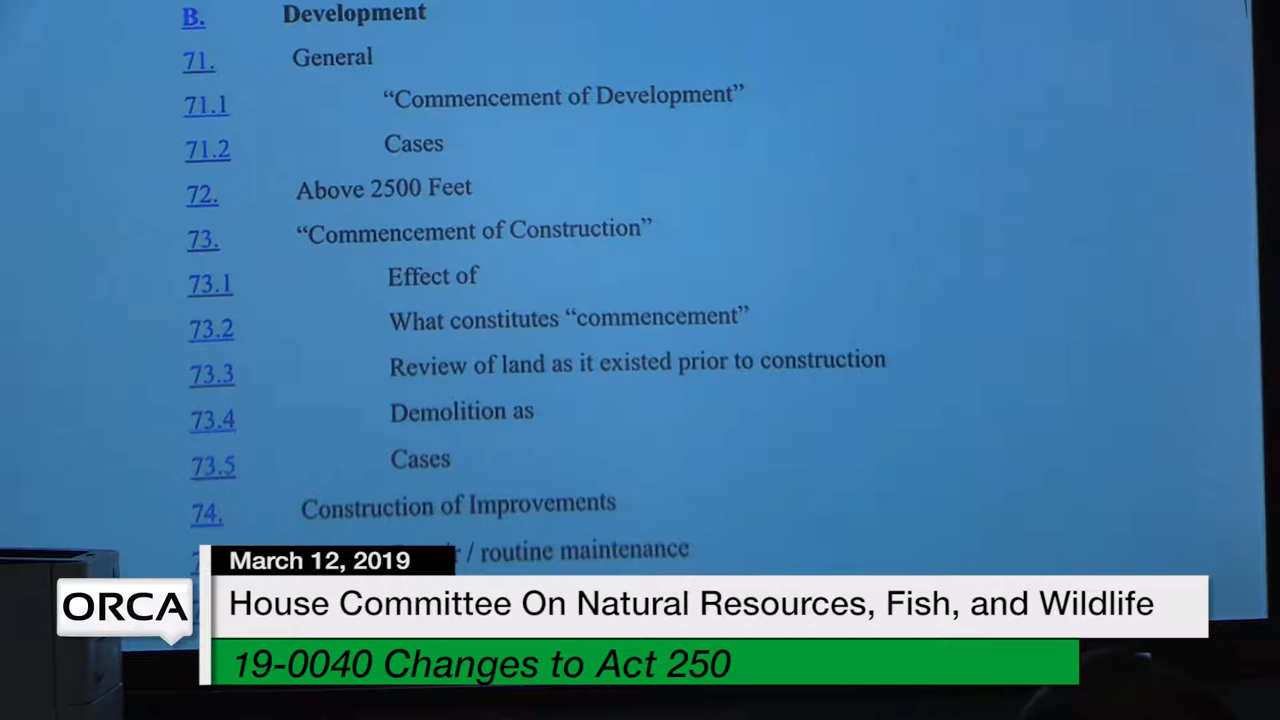 B. Development
71. General
71.1 “Commencement of Development”
71.2 Cases
72. Above 2500 Feet
73. “Commencement of Construction”
73.1 Effect of
73.2 What constitutes “commencement”
73.3 Review of land as it existed prior to construction
73.4 Demolition as
73.5 Cases
74. Construction of Improvements
/ routine maintenance
March 12, 2019
ORCA
House Committee On Natural Resources, Fish, and Wildlife
19-0040 Changes to Act 250